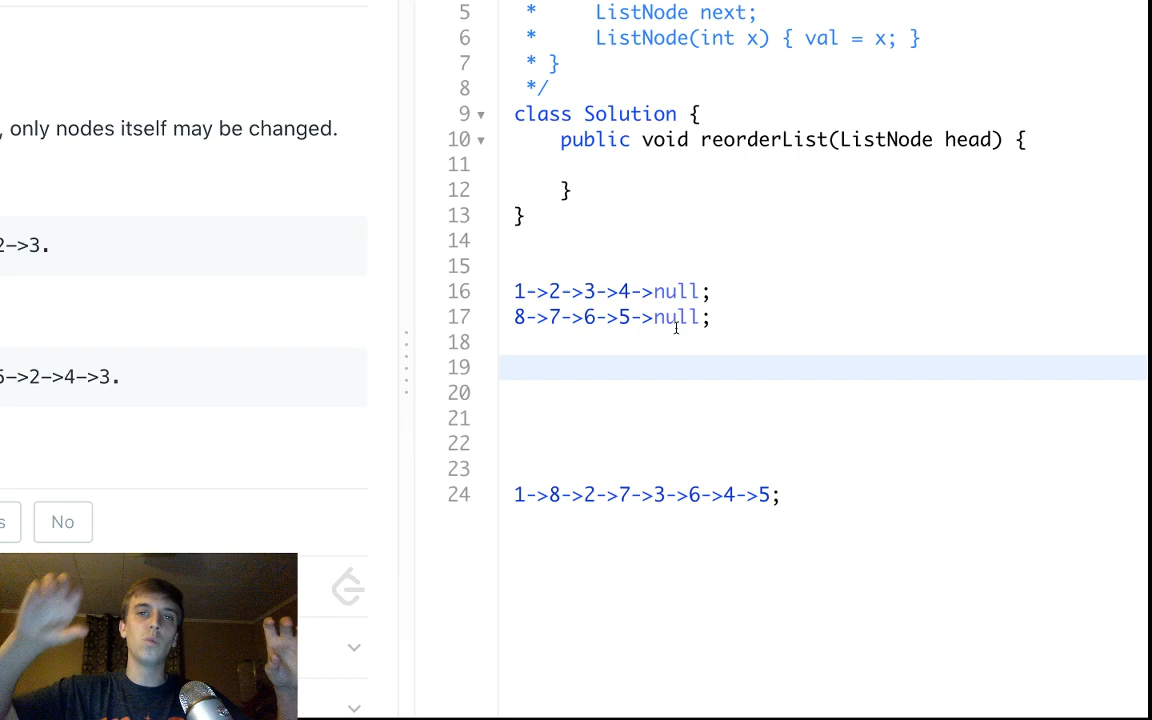 , only nodes itself may be changed.
2->3.
5->2->4->3.
s
No
5 * ListNode next;
6 * ListNode(int x) { val = x; }
7 * }
8 */
9 class Solution {
10 public void reorderList(ListNode head) {
11
12 }
13 }
14
15
16 1->2->3->4->null;
17 8->7->6->5->null;
18
19
20
21
22
23
24 1->8->2->7->3->6->4->5;